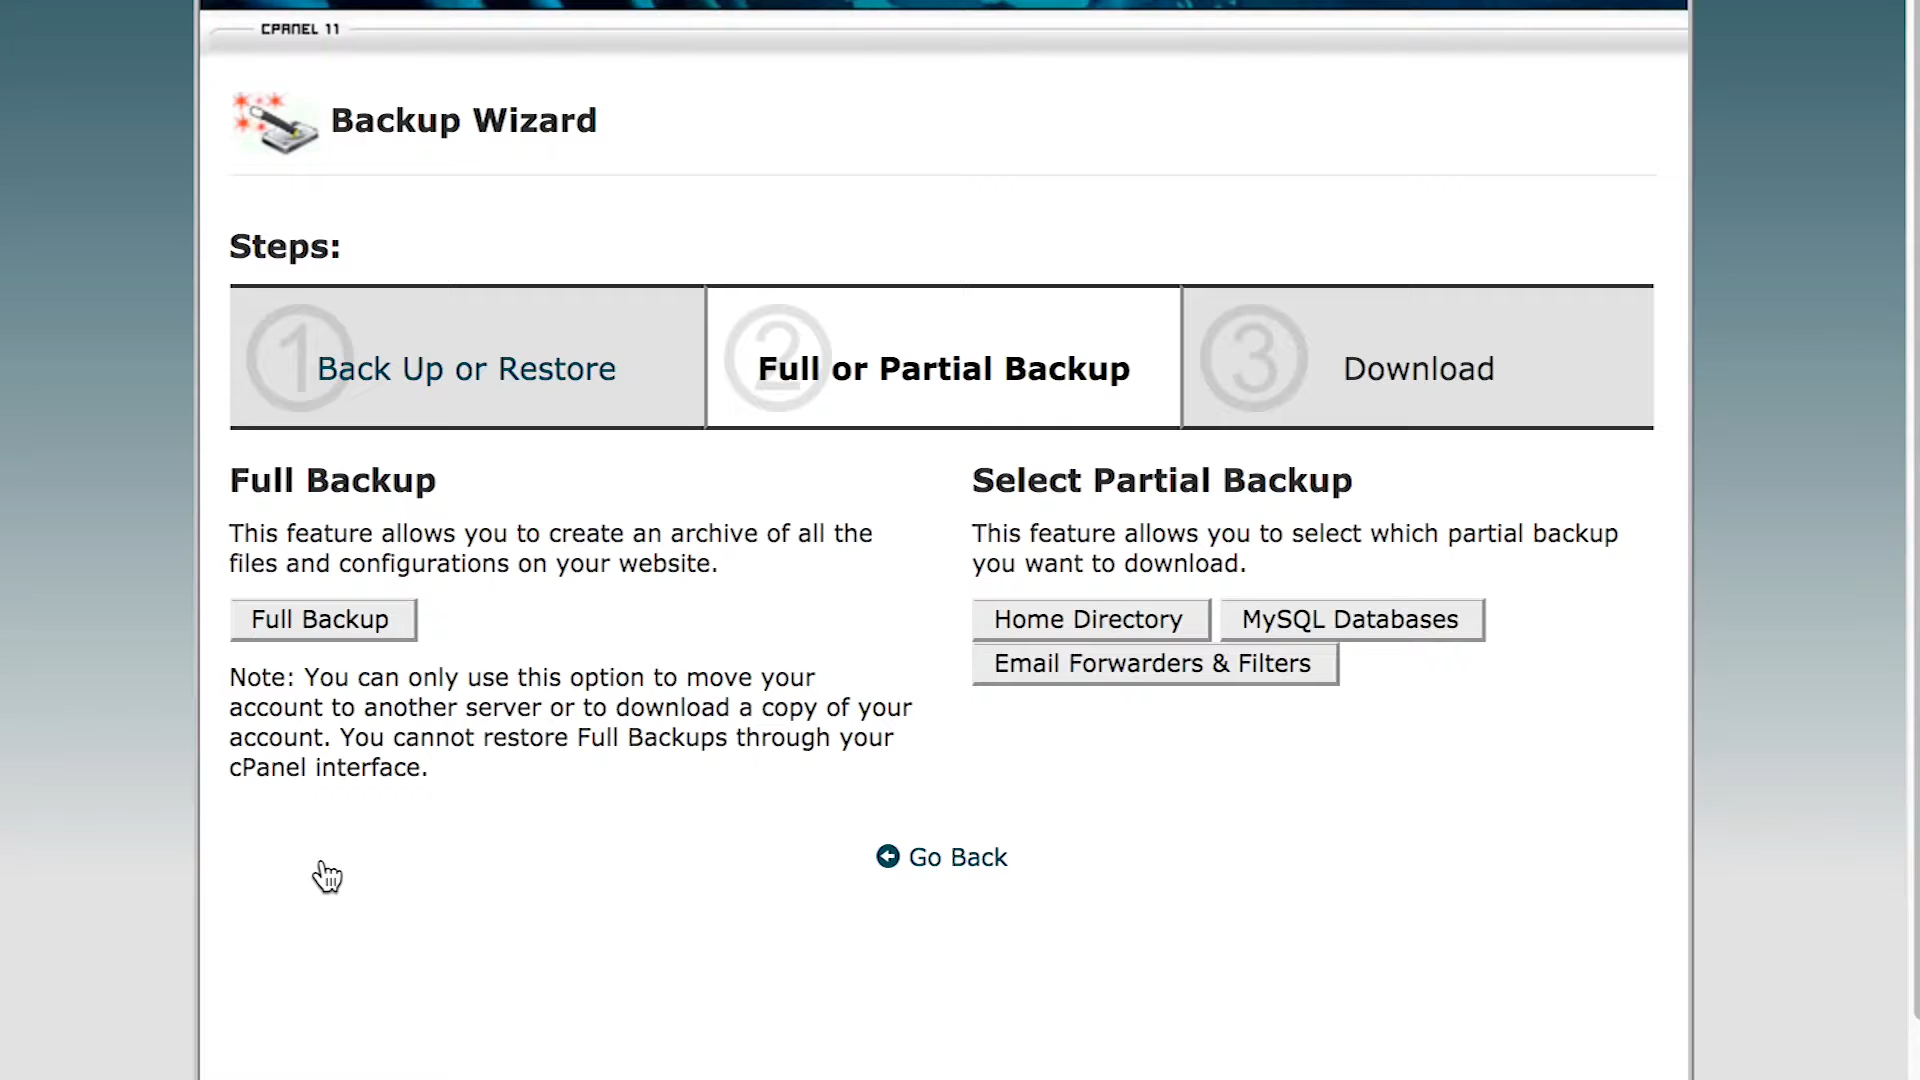 CPANEL 11
Backup Wizard
Steps:
1 Back Up or Restore
2 Full or Partial Backup
3 Download
Full Backup
This feature allows you to create an archive of all the
files and configurations on your website.
Full Backup
Note: You can only use this option to move your
account to another server or to download a copy of your
account. You cannot restore Full Backups through your
cPanel interface.
Select Partial Backup
This feature allows you to select which partial backup
you want to download.
Home Directory MySQL Databases
Email Forwarders & Filters
Go Back